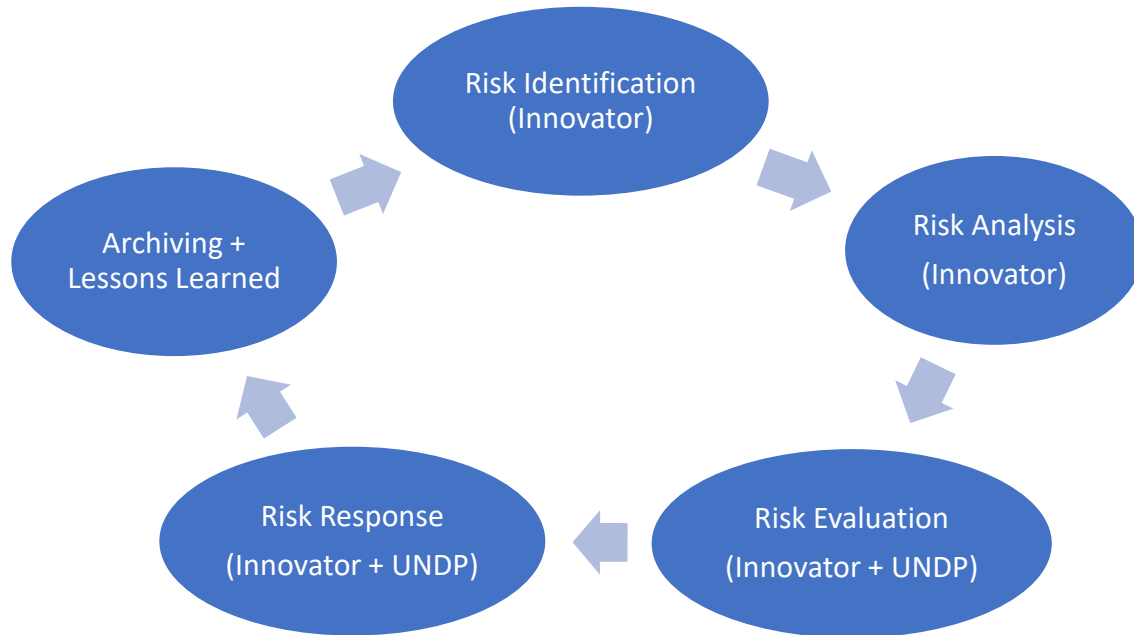 Risk Identification
(Innovator)
Risk Analysis
(Innovator)
Risk Evaluation
(Innovator + UNDP)
Risk Response
(Innovator + UNDP)
Archiving +
Lessons Learned